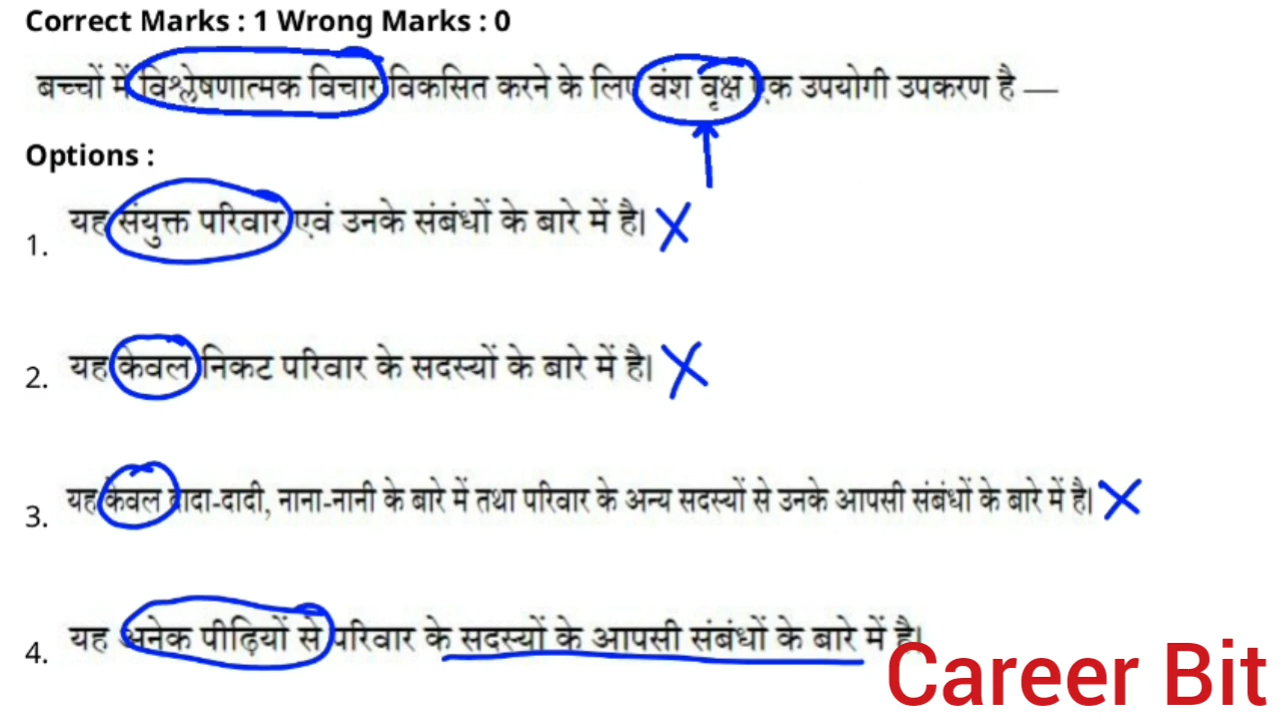 Correct Marks : 1 Wrong Marks : 0
बच्चों में विश्लेषणात्मक विचार विकसित करने के लिए वंश वृक्ष एक उपयोगी उपकरण है —
Options :
1. यह संयुक्त परिवार एवं उनके संबंधों के बारे में है।
2. यह केवल निकट परिवार के सदस्यों के बारे में है।
3. यह केवल दादा-दादी, नाना-नानी के बारे में तथा परिवार के अन्य सदस्यों से उनके आपसी संबंधों के बारे में है।
4. यह अनेक पीढ़ियों से परिवार के सदस्यों के आपसी संबंधों के बारे में है।
Career Bit